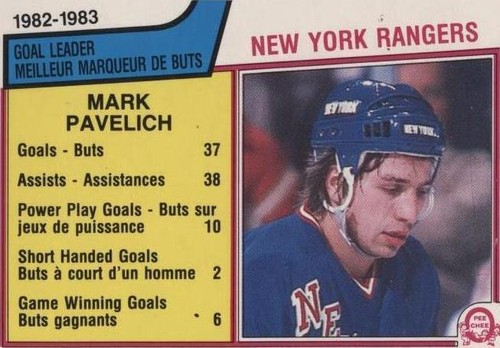 1982-1983
GOAL LEADER
MEILLEUR MARQUEUR DE BUTS
NEW YORK RANGERS
MARK
PAVELICH
Goals - Buts 37
Assists - Assistances 38
Power Play Goals - Buts sur
jeux de puissance 10
Short Handed Goals
Buts à court d'un homme 2
Game Winning Goals
Buts gagnants 6
NEW YORK
NEW YORK
NE
O
PEE
CHEE